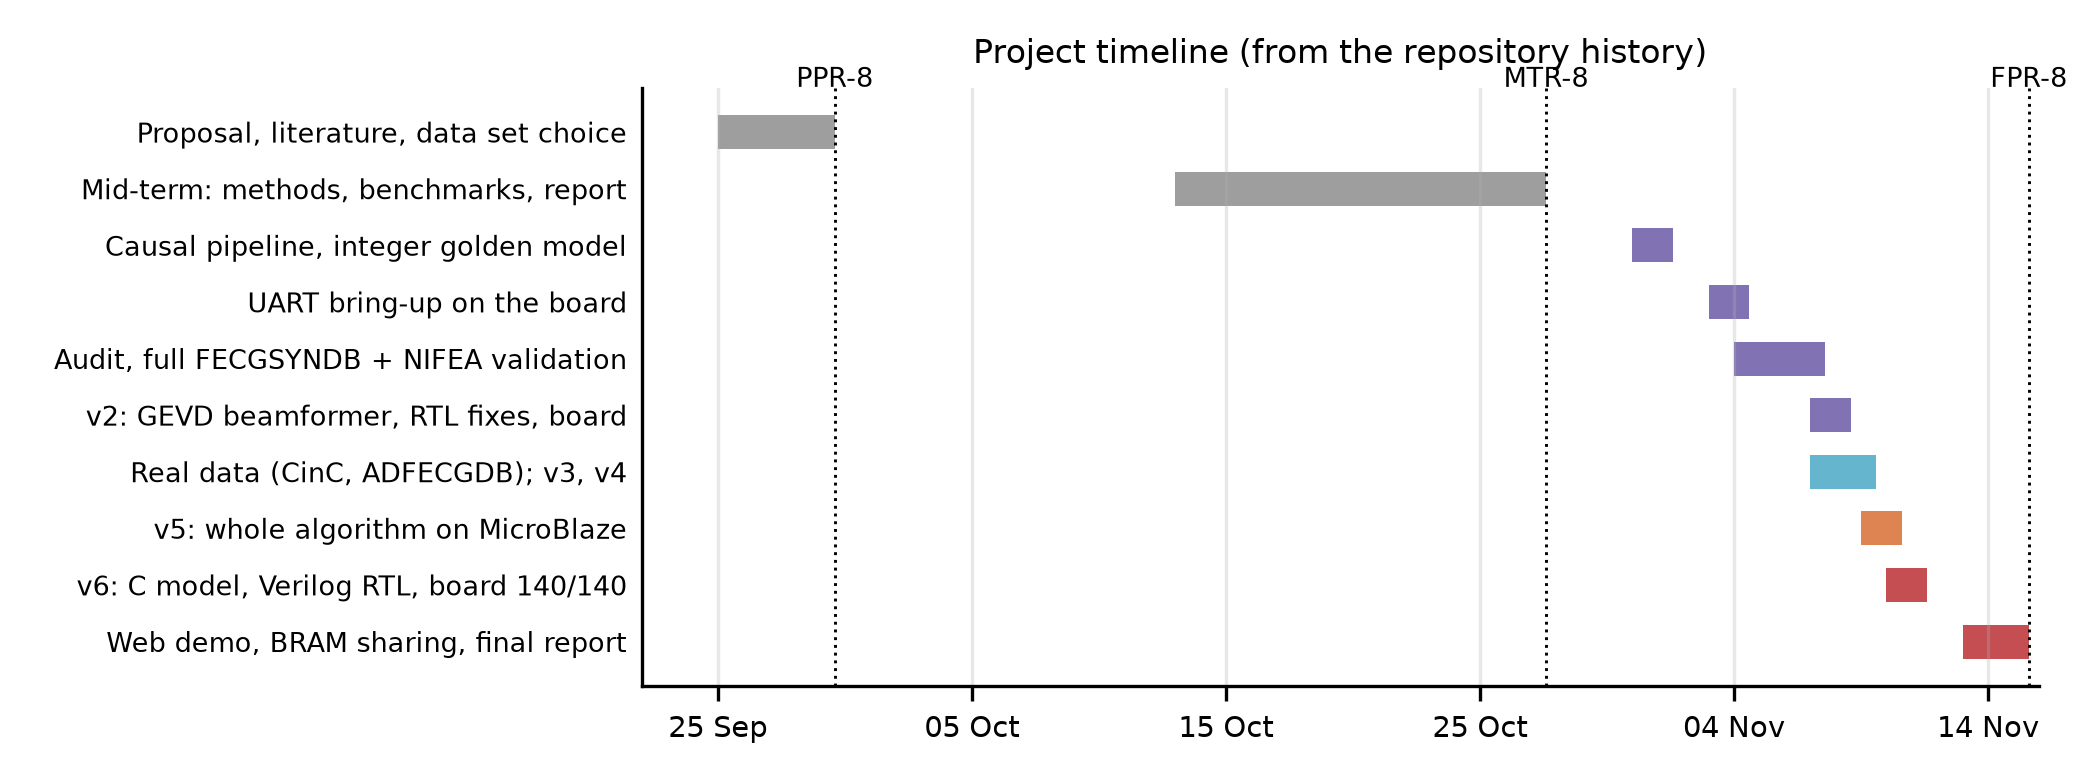 Project timeline (from the repository history)
PPR-8
MTR-8
FPR-8
Proposal, literature, data set choice
Mid-term: methods, benchmarks, report
Causal pipeline, integer golden model
UART bring-up on the board
Audit, full FECGSYNDB + NIFEA validation
v2: GEVD beamformer, RTL fixes, board
Real data (CinC, ADFECGDB); v3, v4
v5: whole algorithm on MicroBlaze
v6: C model, Verilog RTL, board 140/140
Web demo, BRAM sharing, final report
25 Sep
05 Oct
15 Oct
25 Oct
04 Nov
14 Nov